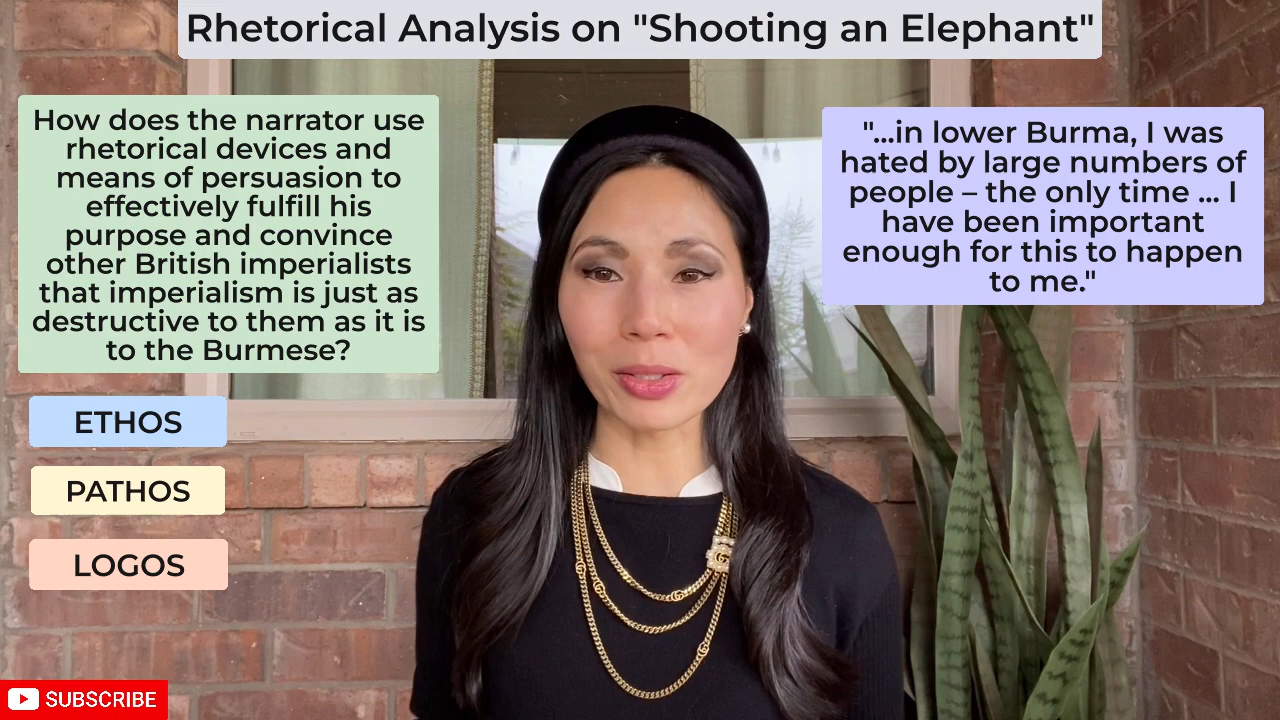 Rhetorical Analysis on "Shooting an Elephant"
How does the narrator use
rhetorical devices and
means of persuasion to
effectively fulfill his
purpose and convince
other British imperialists
that imperialism is just as
destructive to them as it is
to the Burmese?
ETHOS
PATHOS
LOGOS
"...in lower Burma, I was
hated by large numbers of
people – the only time ... I
have been important
enough for this to happen
to me."
SUBSCRIBE